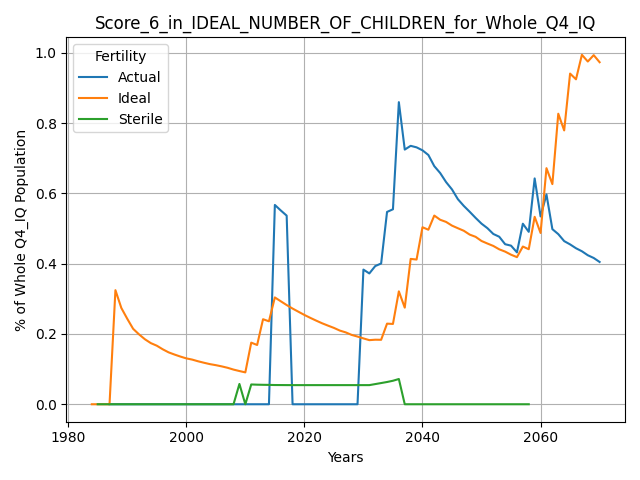 Score_6_in_IDEAL_NUMBER_OF_CHILDREN_for_Whole_Q4_IQ
Fertility
Actual
Ideal
Sterile
% of Whole Q4_IQ Population
1.0
0.8
0.6
0.4
0.2
0.0
1980 2000 2020 2040 2060
Years